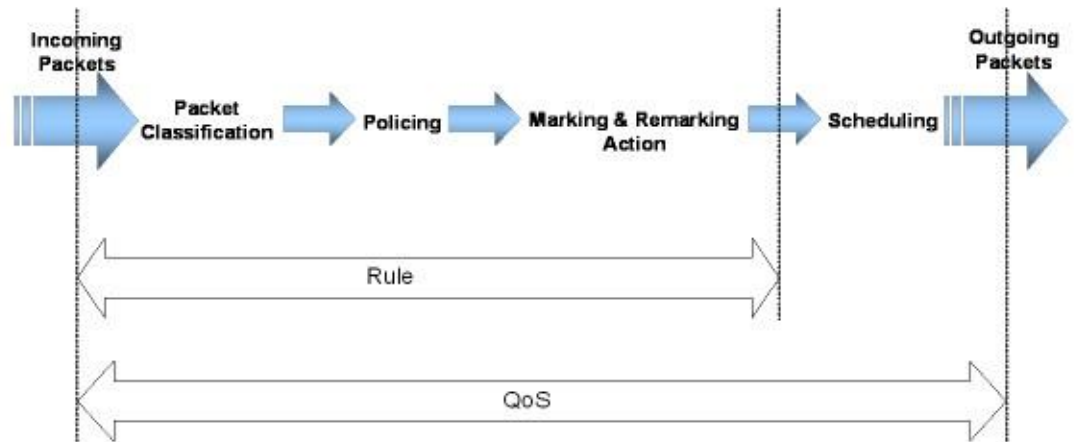 Incoming
Packets
Packet
Classification
Policing
Marking & Remarking
Action
Scheduling
Outgoing
Packets
Rule
QoS